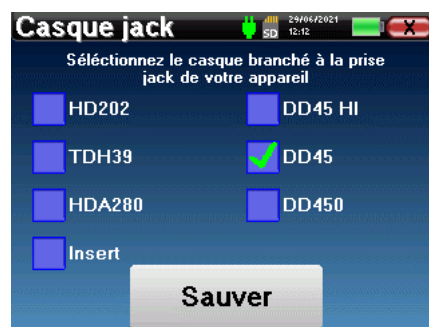 Casque jack
SD
29/06/2021
12:12
X
Séléctionnez le casque branché à la prise
jack de votre appareil
HD202
DD45 HI
TDH39
DD45
HDA280
DD450
Insert
Sauver